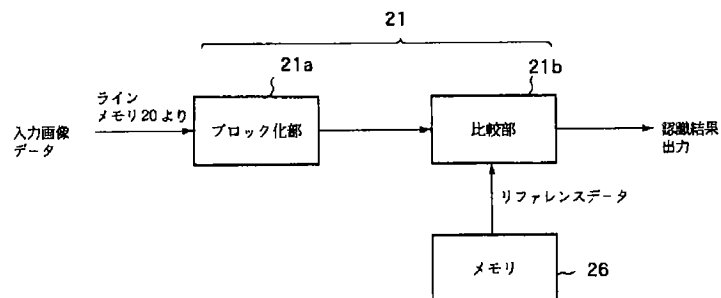 21
21a
21b
ライン
メモリ20より
入力画像
データ
ブロック化部
比較部
認識結果
出力
リファレンスデータ
メモリ
26